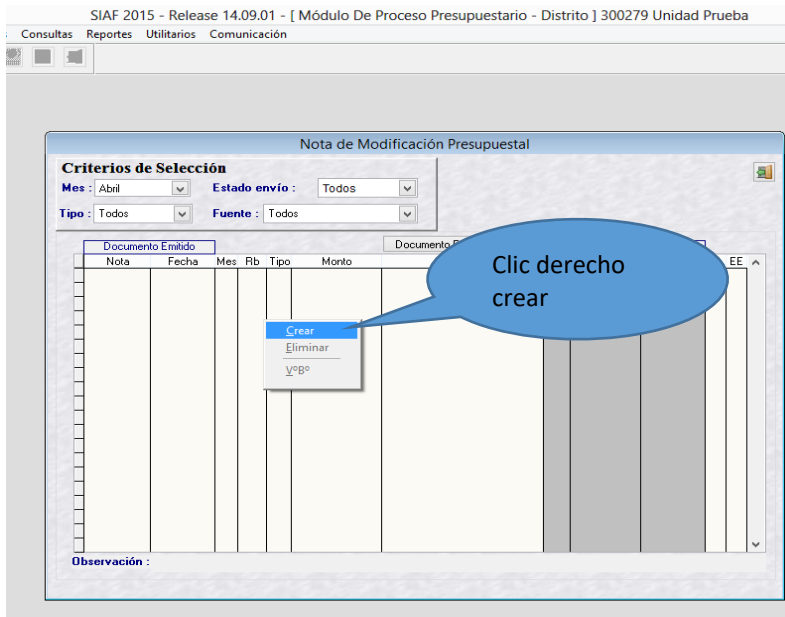 SIAF 2015 - Release 14.09.01 - [ Módulo De Proceso Presupuestario - Distrito ] 300279 Unidad Prueba
Consultas Reportes Utilitarios Comunicación
Nota de Modificación Presupuestal
Criterios de Selección
Mes : Abril Estado envío : Todos
Tipo : Todos Fuente : Todos
Documento Emitido Documento
Nota Fecha Mes Rb Tipo Monto EE
Clic derecho
crear
Crear
Eliminar
VºBº
Observación :